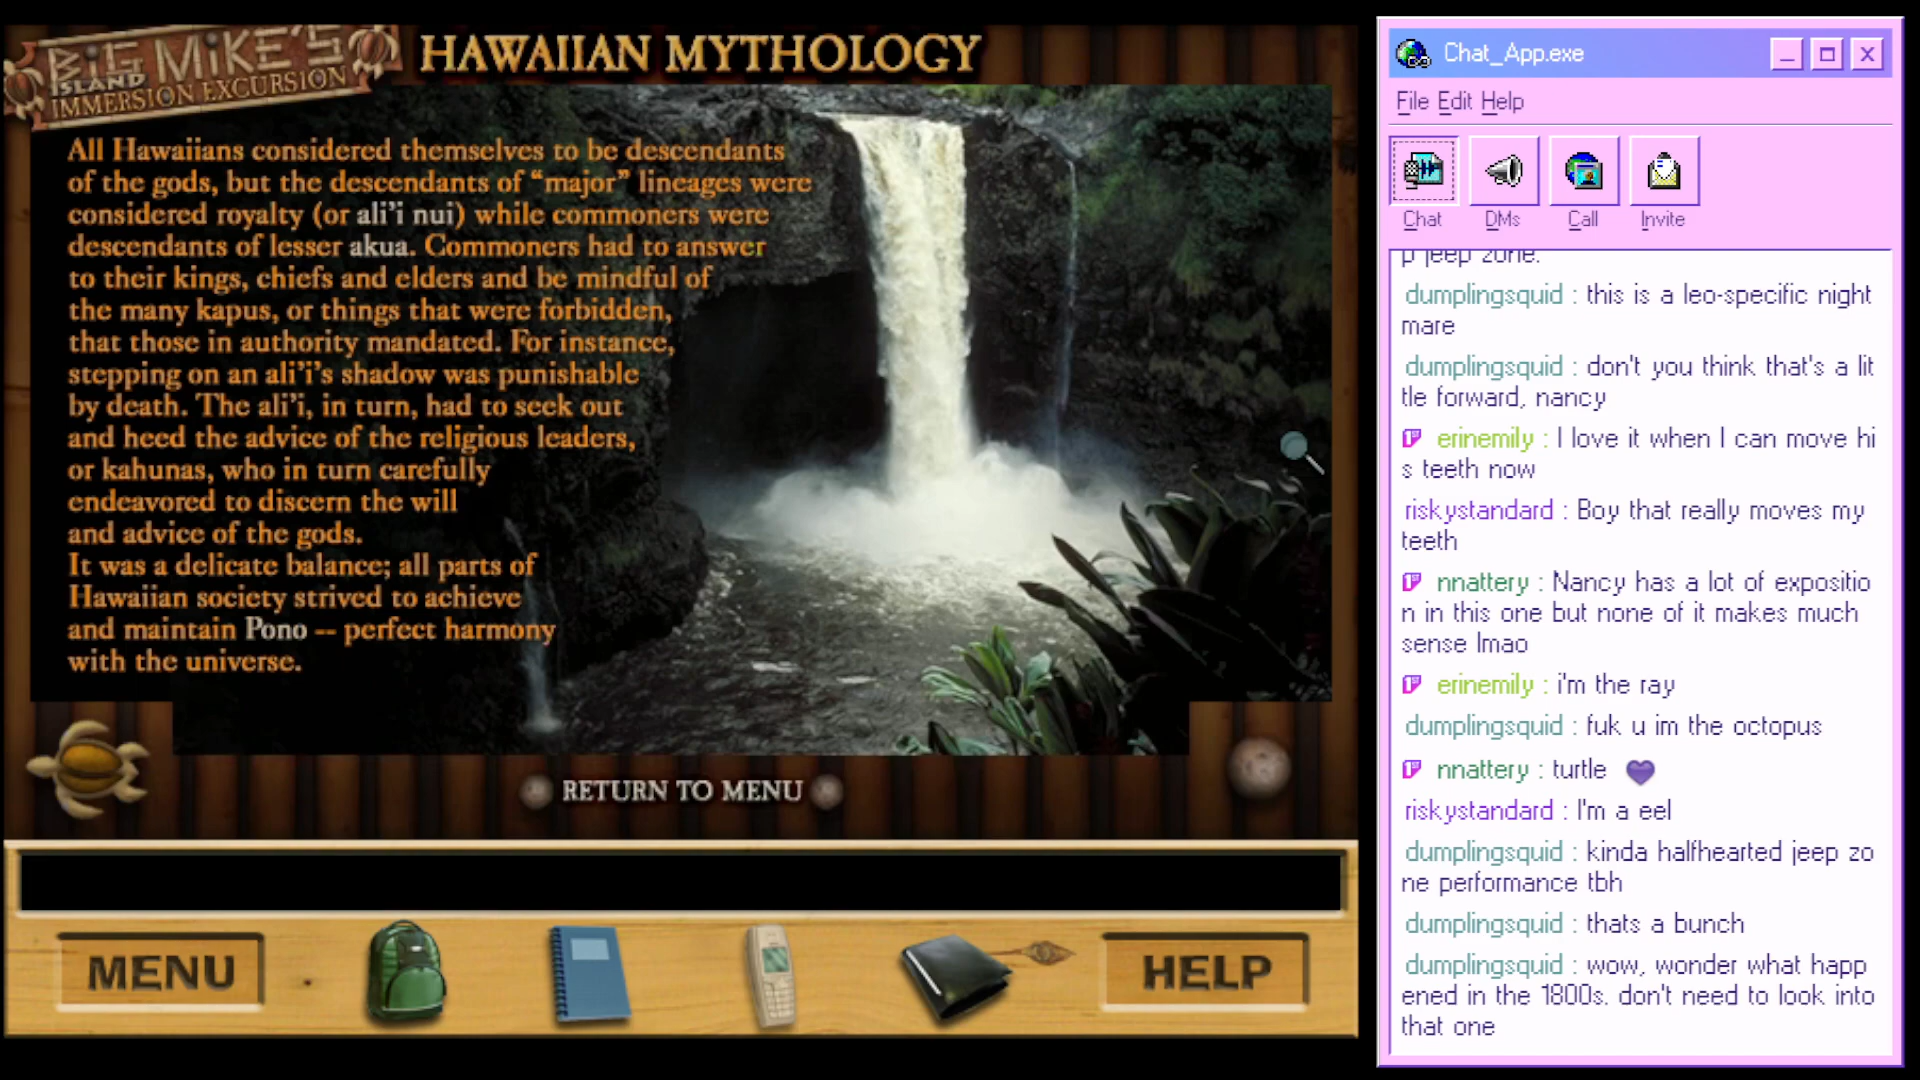 BIG MIKE'S
ISLAND
IMMERSION EXCURSION
HAWAIIAN MYTHOLOGY
All Hawaiians considered themselves to be descendants
of the gods, but the descendants of "major" lineages were
considered royalty (or ali'i nui) while commoners were
descendants of lesser akua. Commoners had to answer
to their kings, chiefs and elders and be mindful of
the many kapus, or things that were forbidden,
that those in authority mandated. For instance,
stepping on an ali'i's shadow was punishable
by death. The ali'i, in turn, had to seek out
and heed the advice of the religious leaders,
or kahunas, who in turn carefully
endeavored to discern the will
and advice of the gods.
It was a delicate balance; all parts of
Hawaiian society strived to achieve
and maintain Pono -- perfect harmony
with the universe.
RETURN TO MENU
MENU
HELP
Chat_App.exe
File Edit Help
Chat DMs Call Invite
p jeep zone.
dumplingsquid : this is a leo-specific night
mare
dumplingsquid : don't you think that's a lit
tle forward, nancy
erinemily : I love it when I can move hi
s teeth now
riskystandard : Boy that really moves my
teeth
nnattery : Nancy has a lot of expositio
n in this one but none of it makes much
sense lmao
erinemily : i'm the ray
dumplingsquid : fuk u im the octopus
nnattery : turtle
riskystandard : I'm a eel
dumplingsquid : kinda halfhearted jeep zo
ne performance tbh
dumplingsquid : thats a bunch
dumplingsquid : wow, wonder what happ
ened in the 1800s. don't need to look into
that one